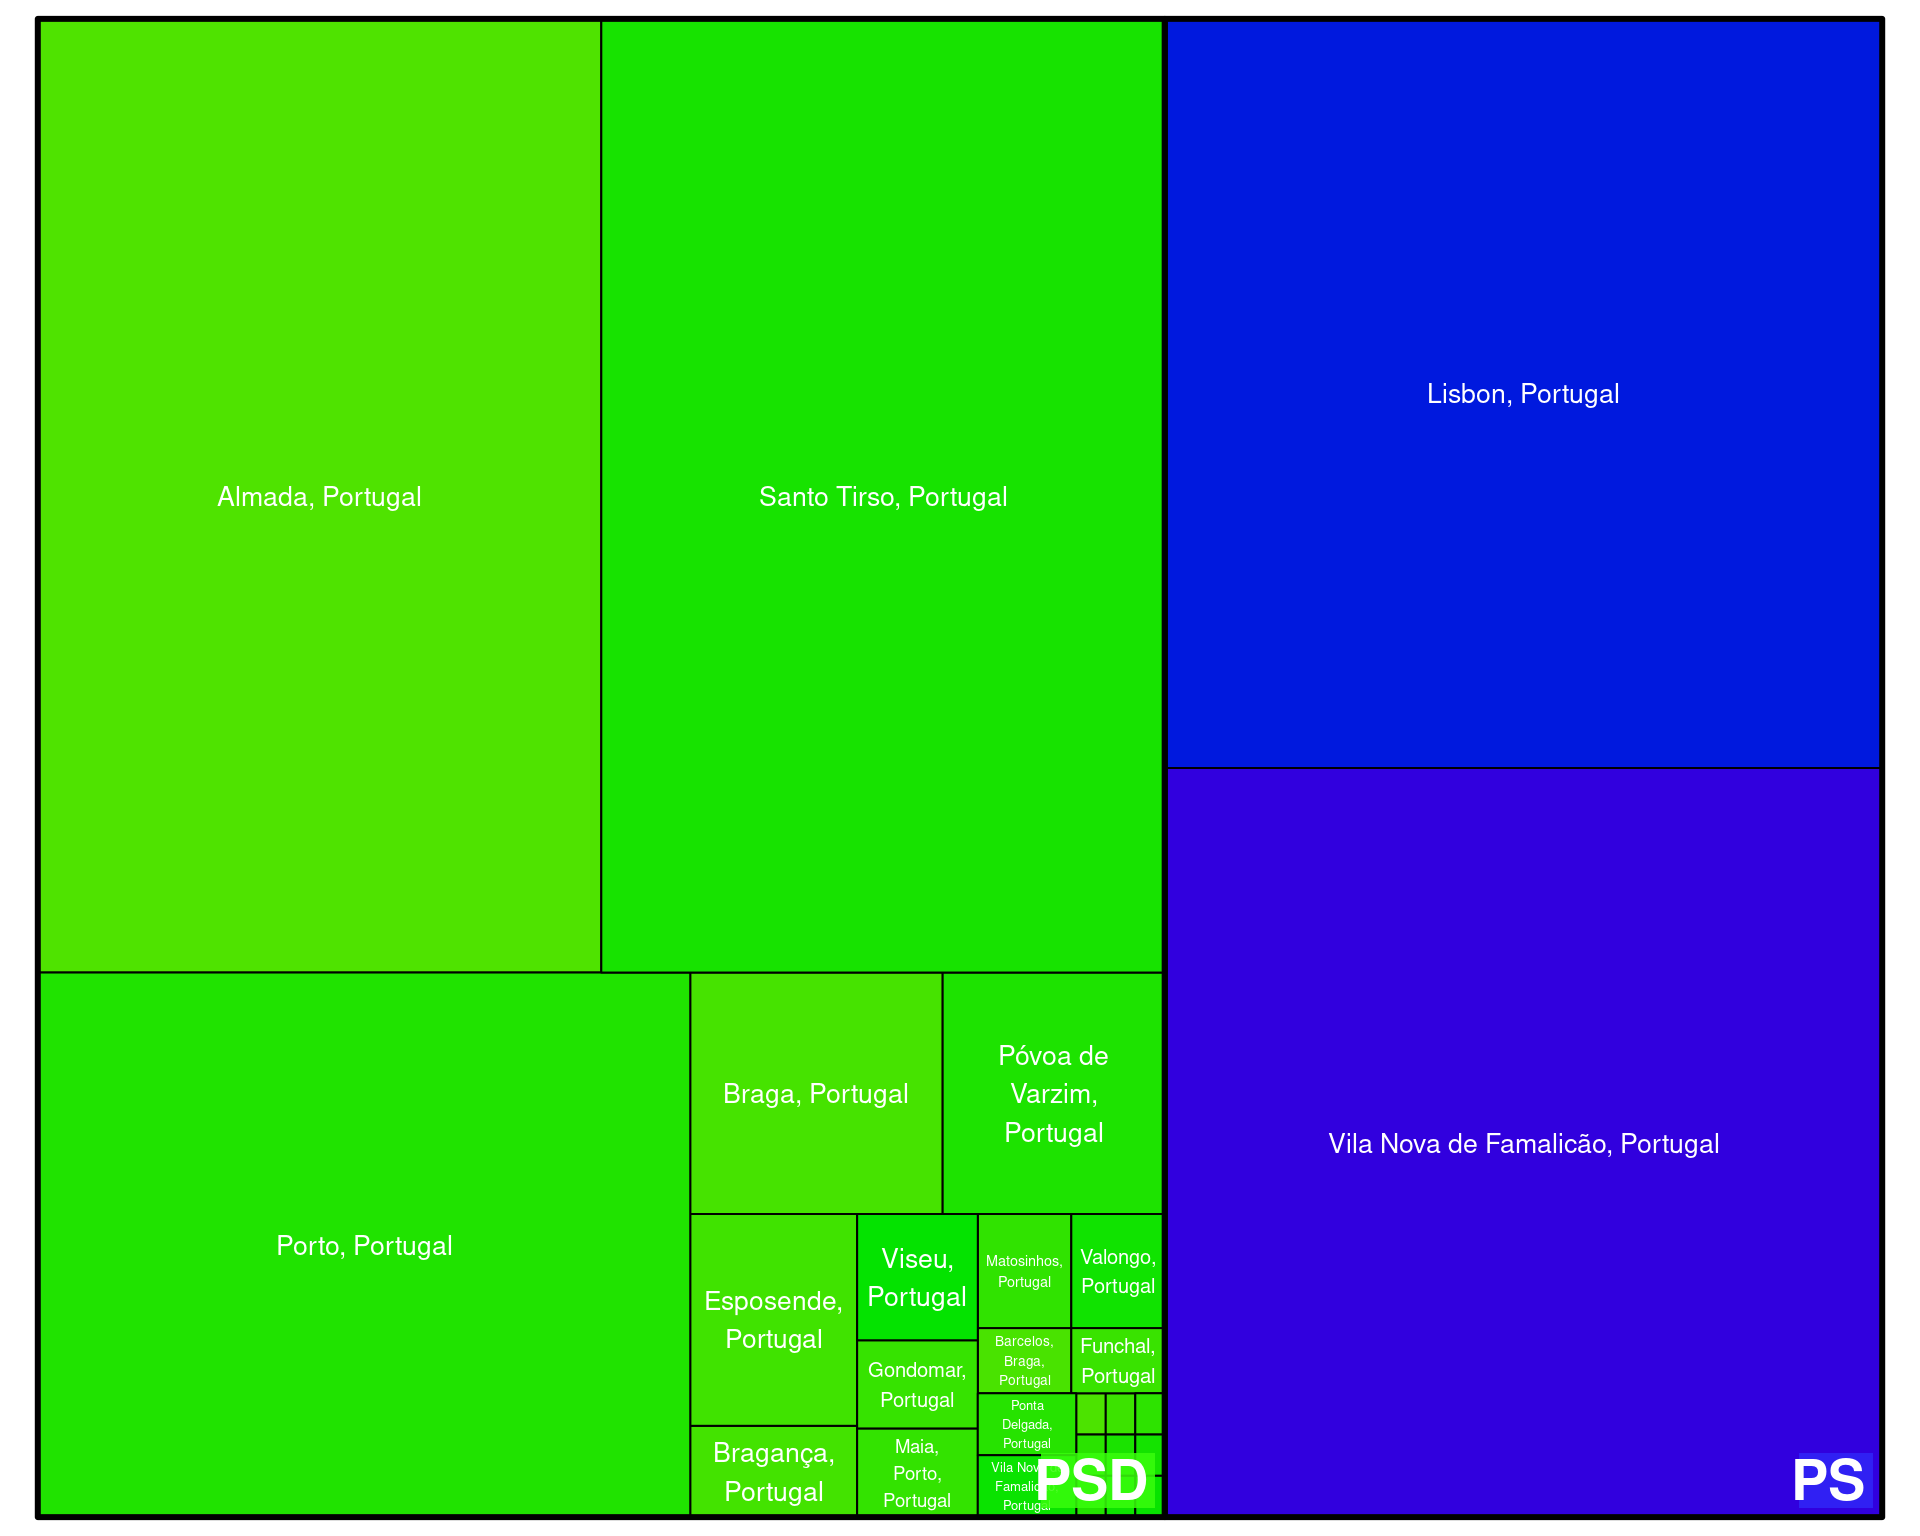 Almada, Portugal
Santo Tirso, Portugal
Lisbon, Portugal
Porto, Portugal
Braga, Portugal
Póvoa de
Varzim,
Portugal
Vila Nova de Famalicão, Portugal
Esposende,
Portugal
Viseu,
Portugal
Matosinhos,
Portugal
Valongo,
Portugal
Gondomar,
Portugal
Barcelos,
Braga,
Portugal
Funchal,
Portugal
Bragança,
Portugal
Maia,
Porto,
Portugal
Ponta
Delgada,
Portugal
Vila
Portugal
PSD
PS